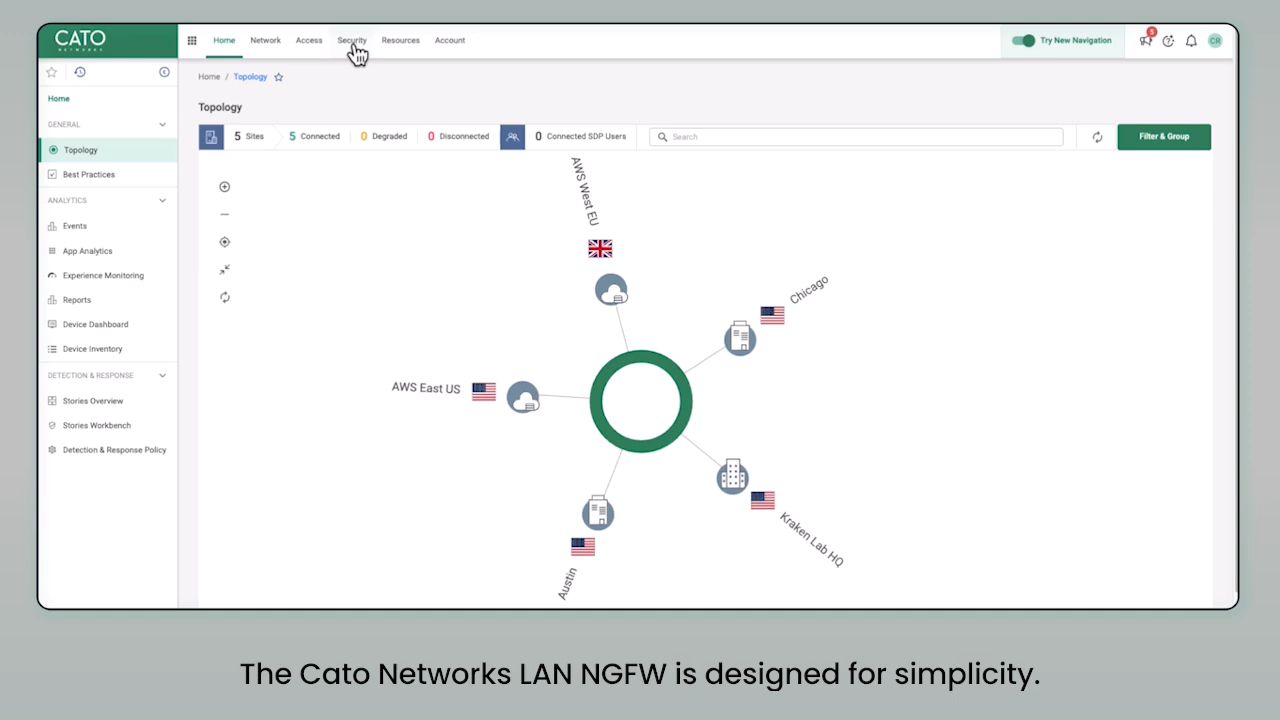 CATO
NETWORKS
Home
Network
Access
Security
Resources
Account
Try New Navigation
5
CR
Home
Home / Topology
GENERAL
Topology
Best Practices
ANALYTICS
Events
App Analytics
Experience Monitoring
Reports
Device Dashboard
Device Inventory
DETECTION & RESPONSE
Stories Overview
Stories Workbench
Detection & Response Policy
Topology
5 Sites
5 Connected
0 Degraded
0 Disconnected
0 Connected SDP Users
Search
Filter & Group
AWS West EU
Chicago
AWS East US
Kraken Lab HQ
Austin
The Cato Networks LAN NGFW is designed for simplicity.